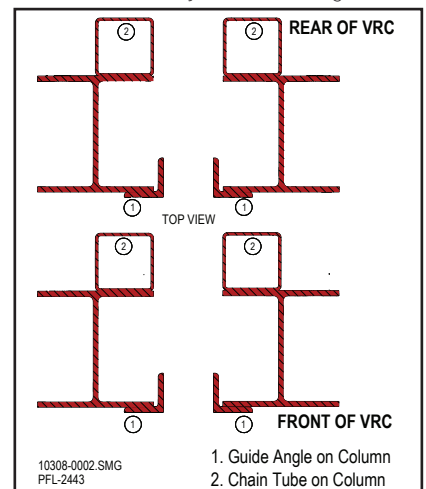 2 2 REAR OF VRC
1 1
TOP VIEW
2 2
1 1 FRONT OF VRC
1. Guide Angle on Column
10308-0002.SMG
PFL-2443
2. Chain Tube on Column